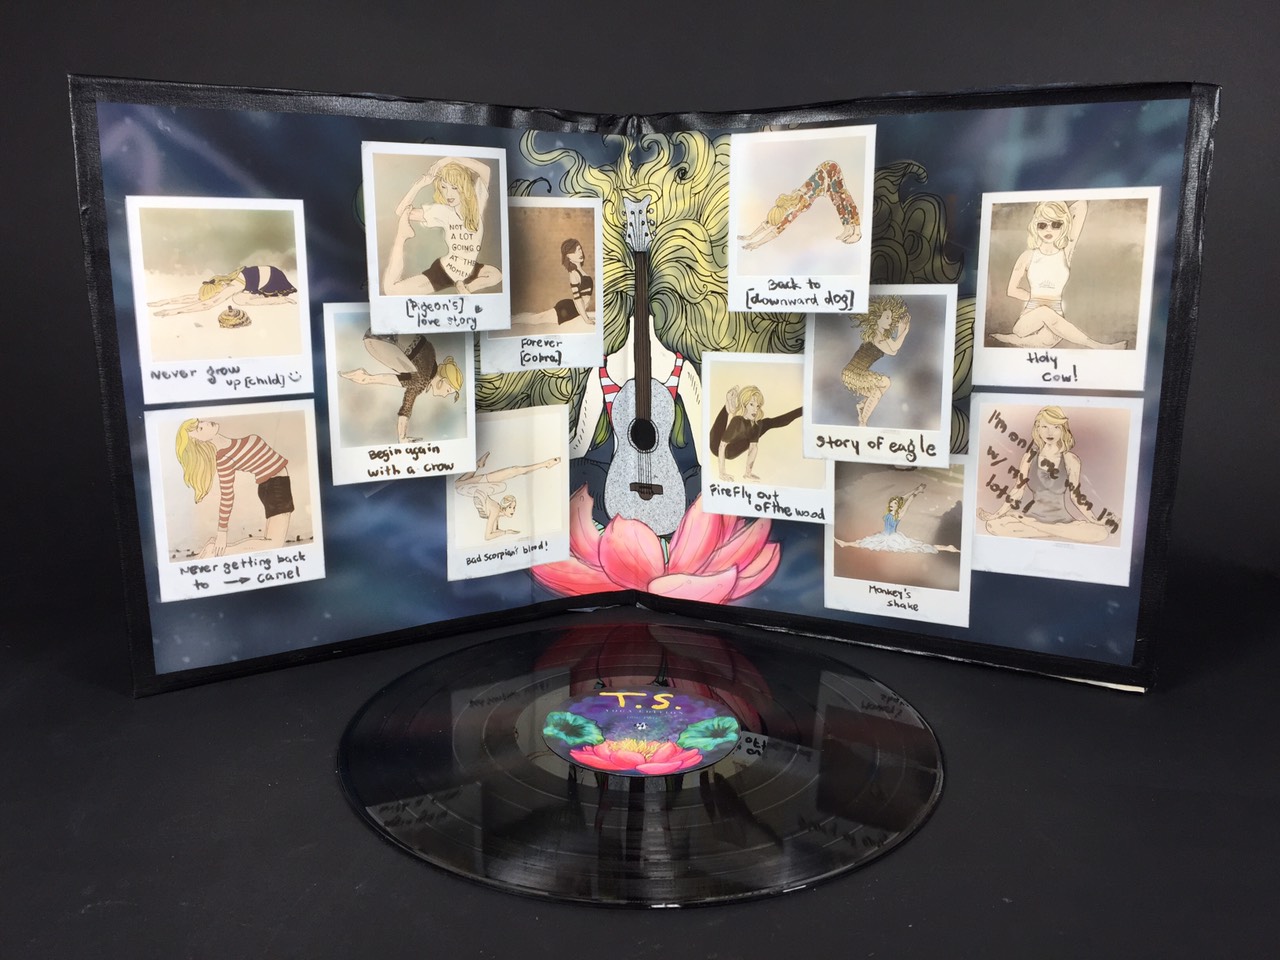 Never grow
up [child]
Never getting back
to → camel
[Pigeon's]
love story
NOT
A LOT
GOING O
AT THE
MOMEN
Forever
[Cobra]
Begin again
with a crow
Bad scorpion's blood!
Back to
[downward dog]
Story of eagle
Firefly out
of the wood
Monkey's
shake
Holy
Cow!
I'm only me when I'm
w/ my
lotus!
T.S.